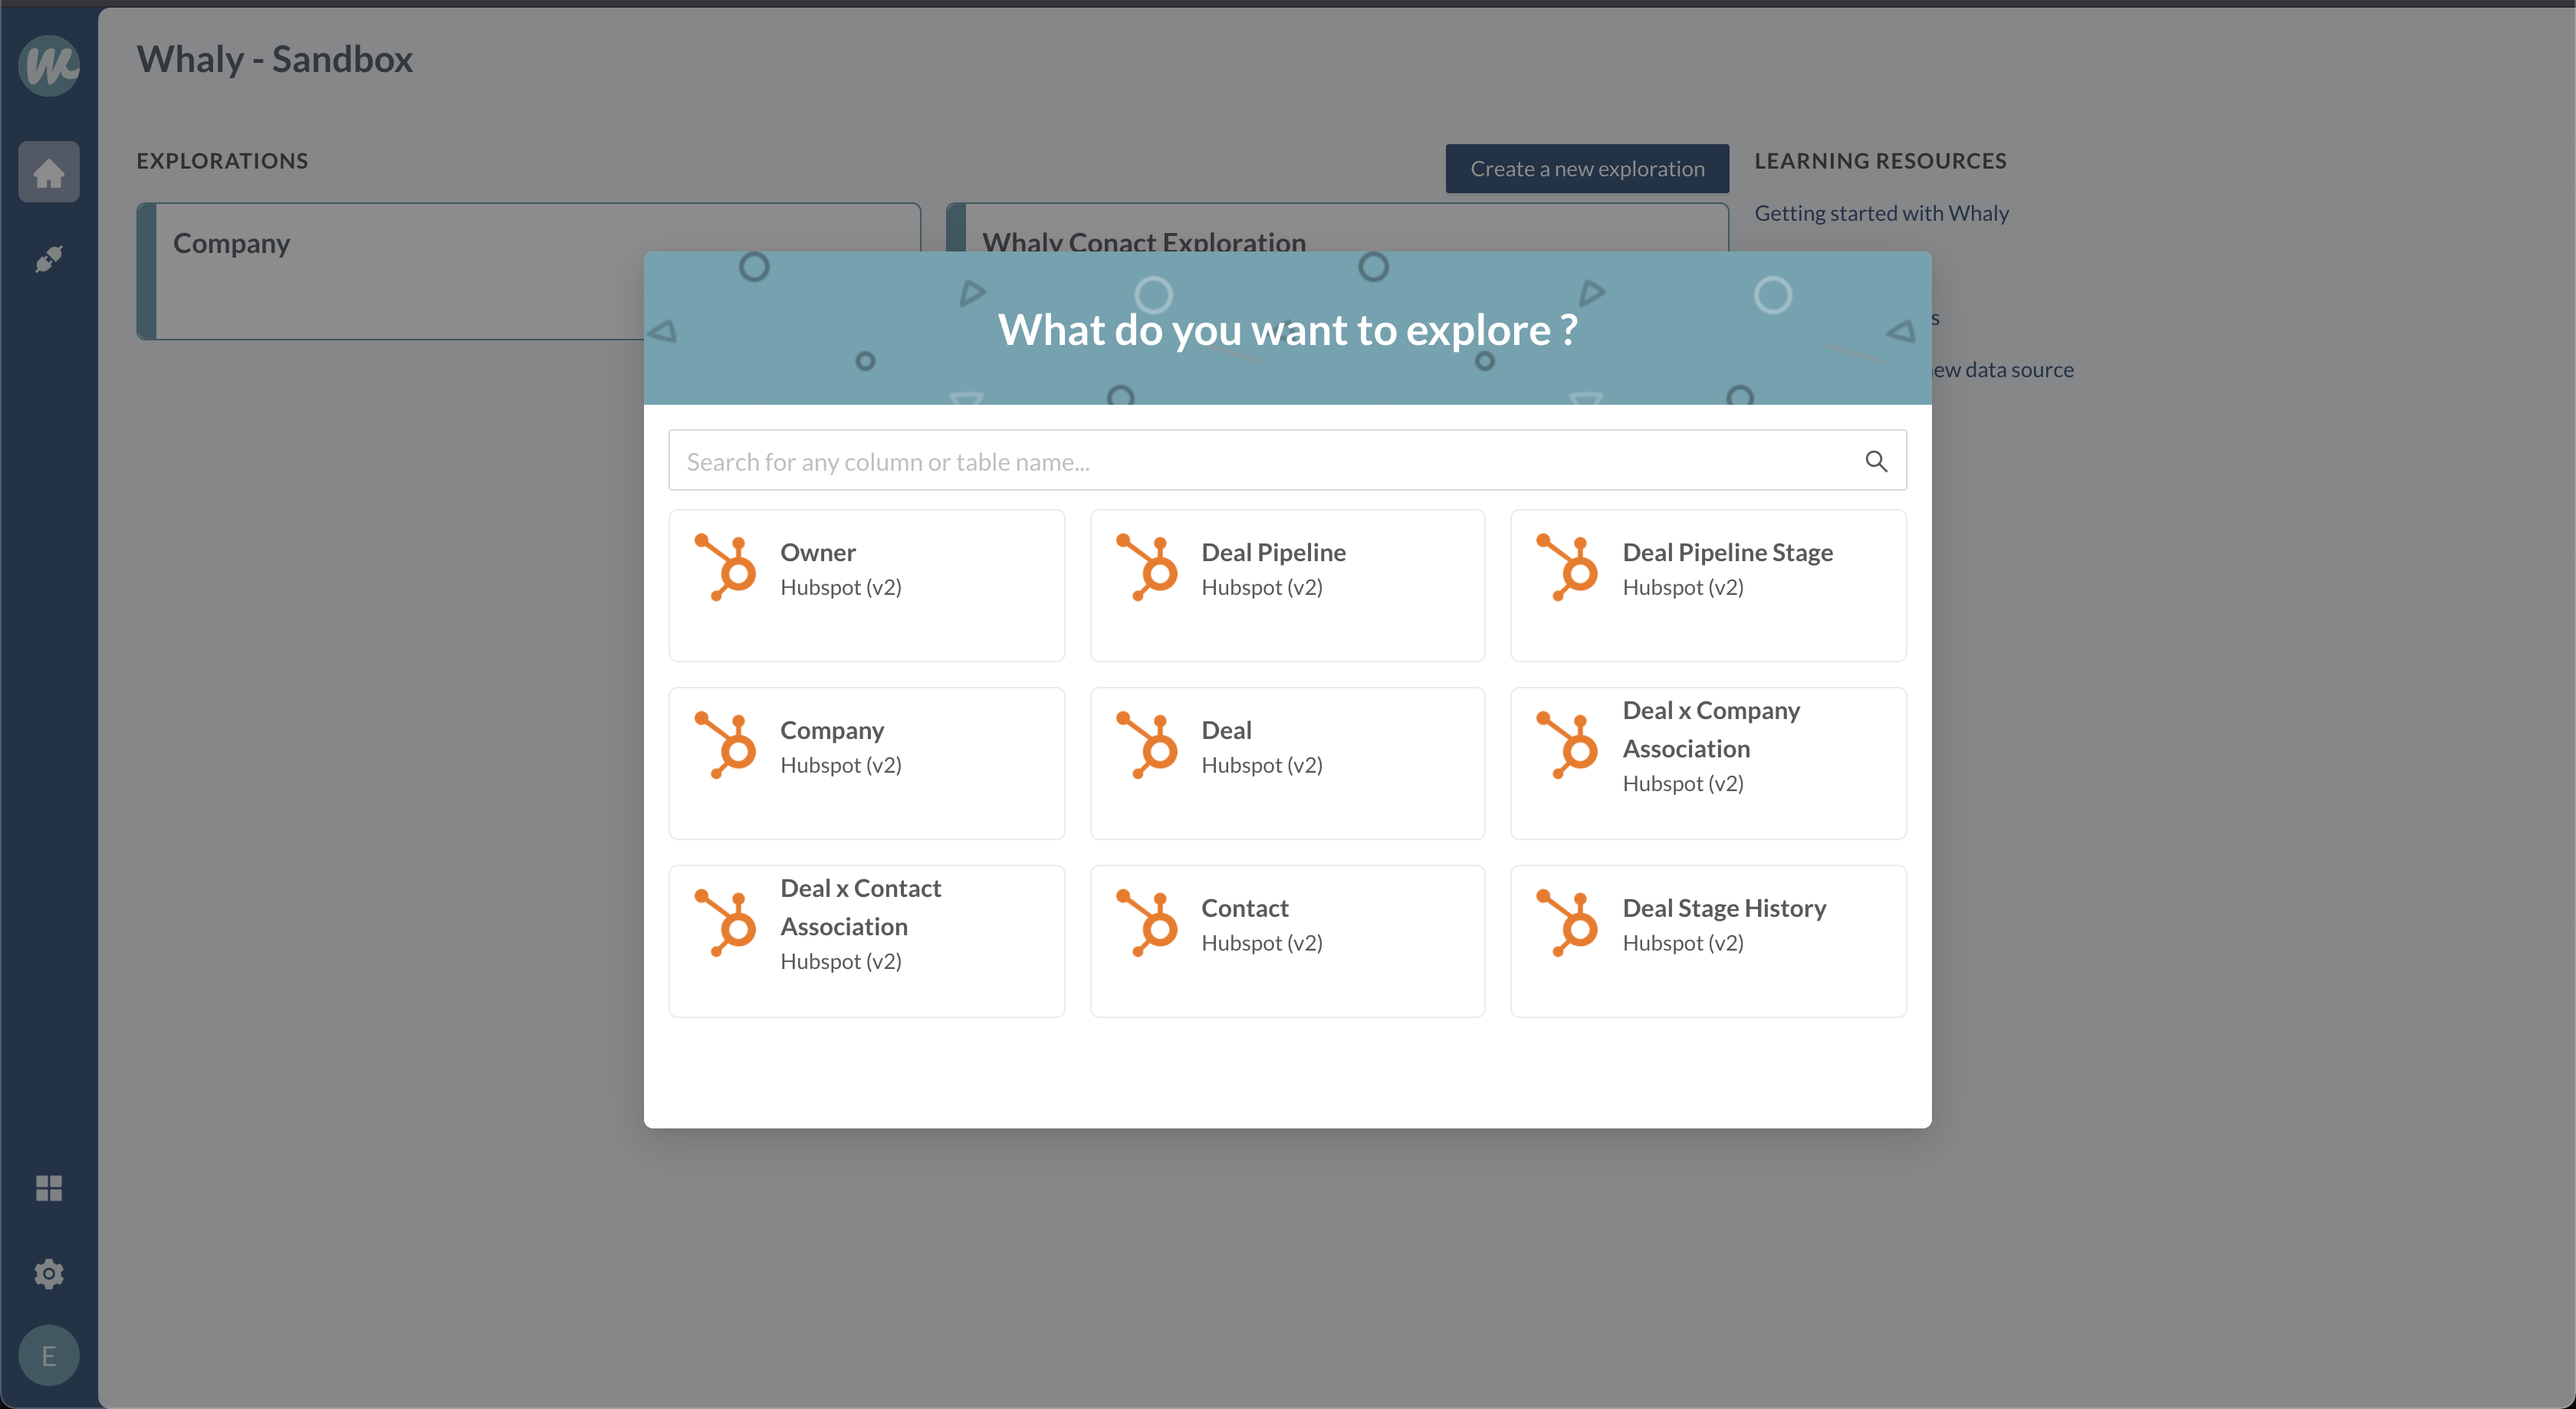 Whaly - Sandbox
EXPLORATIONS
Create a new exploration
LEARNING RESOURCES
Company
Whaly Conact Exploration
Getting started with Whaly
data source
What do you want to explore ?
Search for any column or table name...
Owner
Hubspot (v2)
Deal Pipeline
Hubspot (v2)
Deal Pipeline Stage
Hubspot (v2)
Company
Hubspot (v2)
Deal
Hubspot (v2)
Deal x Company
Association
Hubspot (v2)
Deal x Contact
Association
Hubspot (v2)
Contact
Hubspot (v2)
Deal Stage History
Hubspot (v2)
E